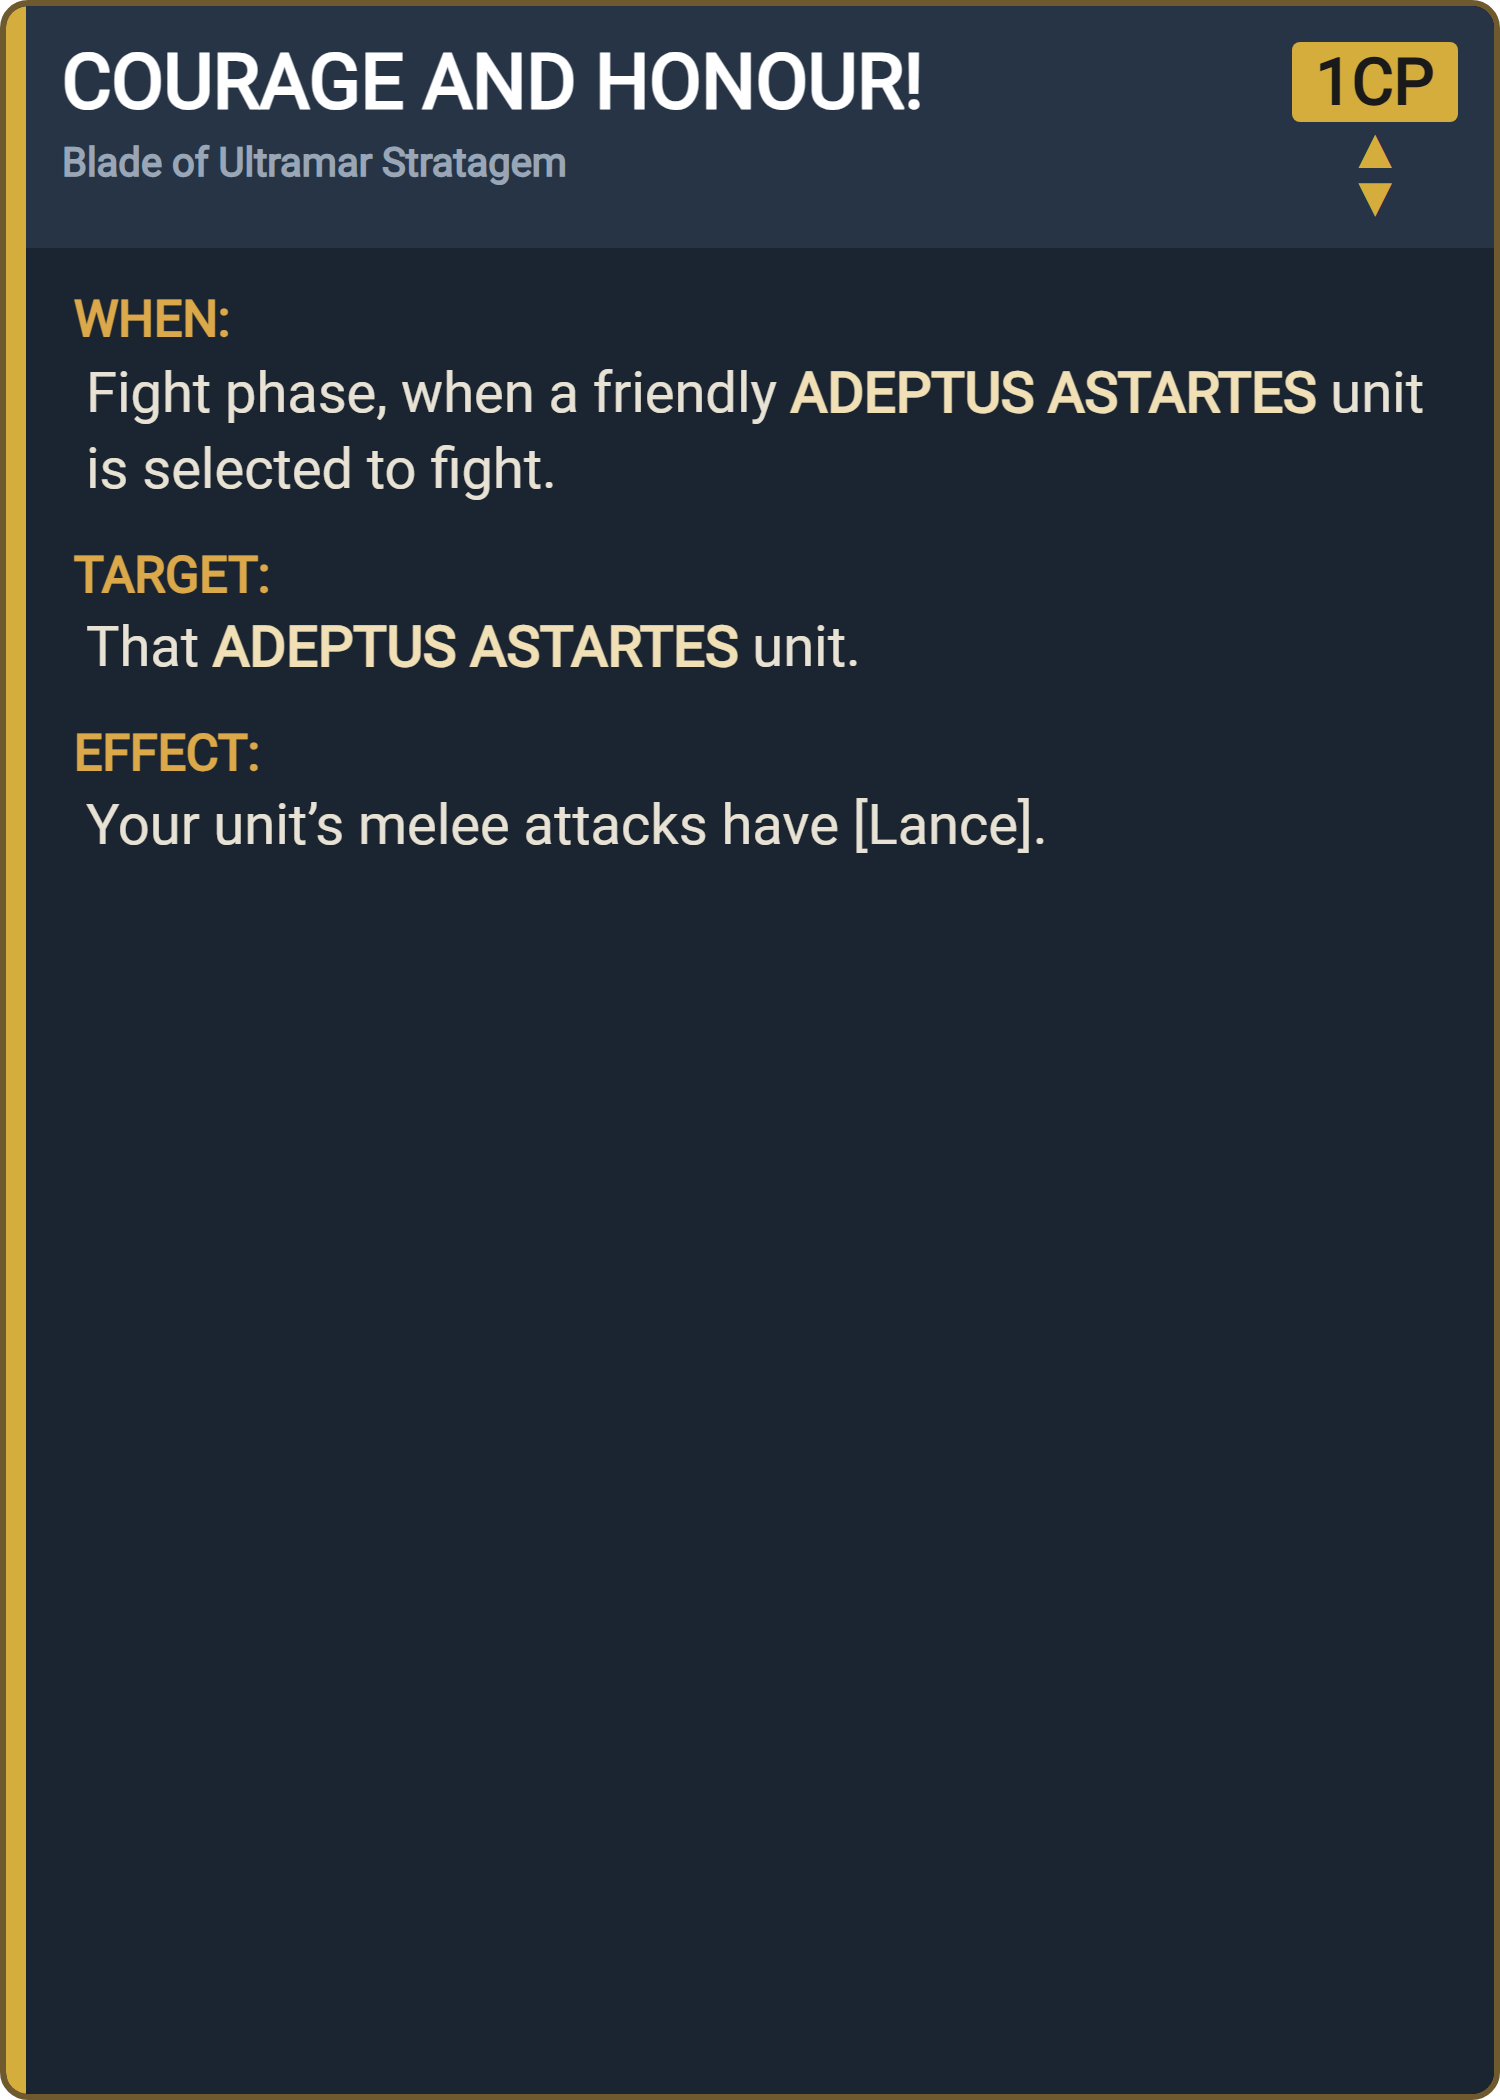 COURAGE AND HONOUR!
1CP
Blade of Ultramar Stratagem
▲
▼
WHEN:
Fight phase, when a friendly ADEPTUS ASTARTES unit
is selected to fight.
TARGET:
That ADEPTUS ASTARTES unit.
EFFECT:
Your unit’s melee attacks have [Lance].